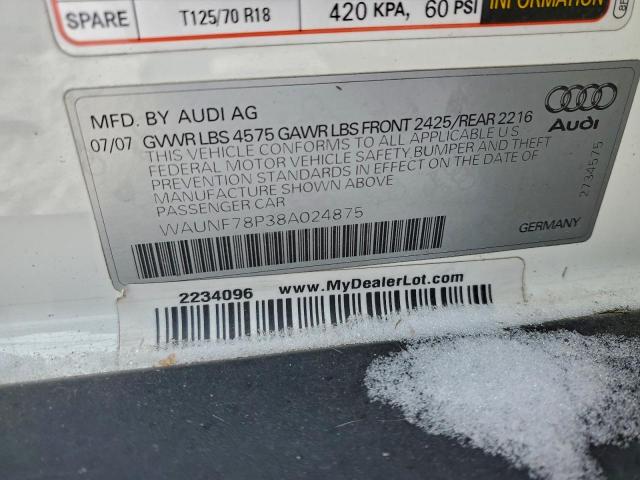 SPARE T125/70 R18 420 KPA, 60 PSI INFORMATION
MFD. BY AUDI AG
07/07 GVWR LBS 4575 GAWR LBS FRONT 2425/REAR 2216
THIS VEHICLE CONFORMS TO ALL APPLICABLE U.S.
FEDERAL MOTOR VEHICLE SAFETY, BUMPER AND THEFT
PREVENTION STANDARDS IN EFFECT ON THE DATE OF
MANUFACTURE SHOWN ABOVE
PASSENGER CAR
WAUNF78P38A024875
Audi
2734575
GERMANY
2234096 www.MyDealerLot.com